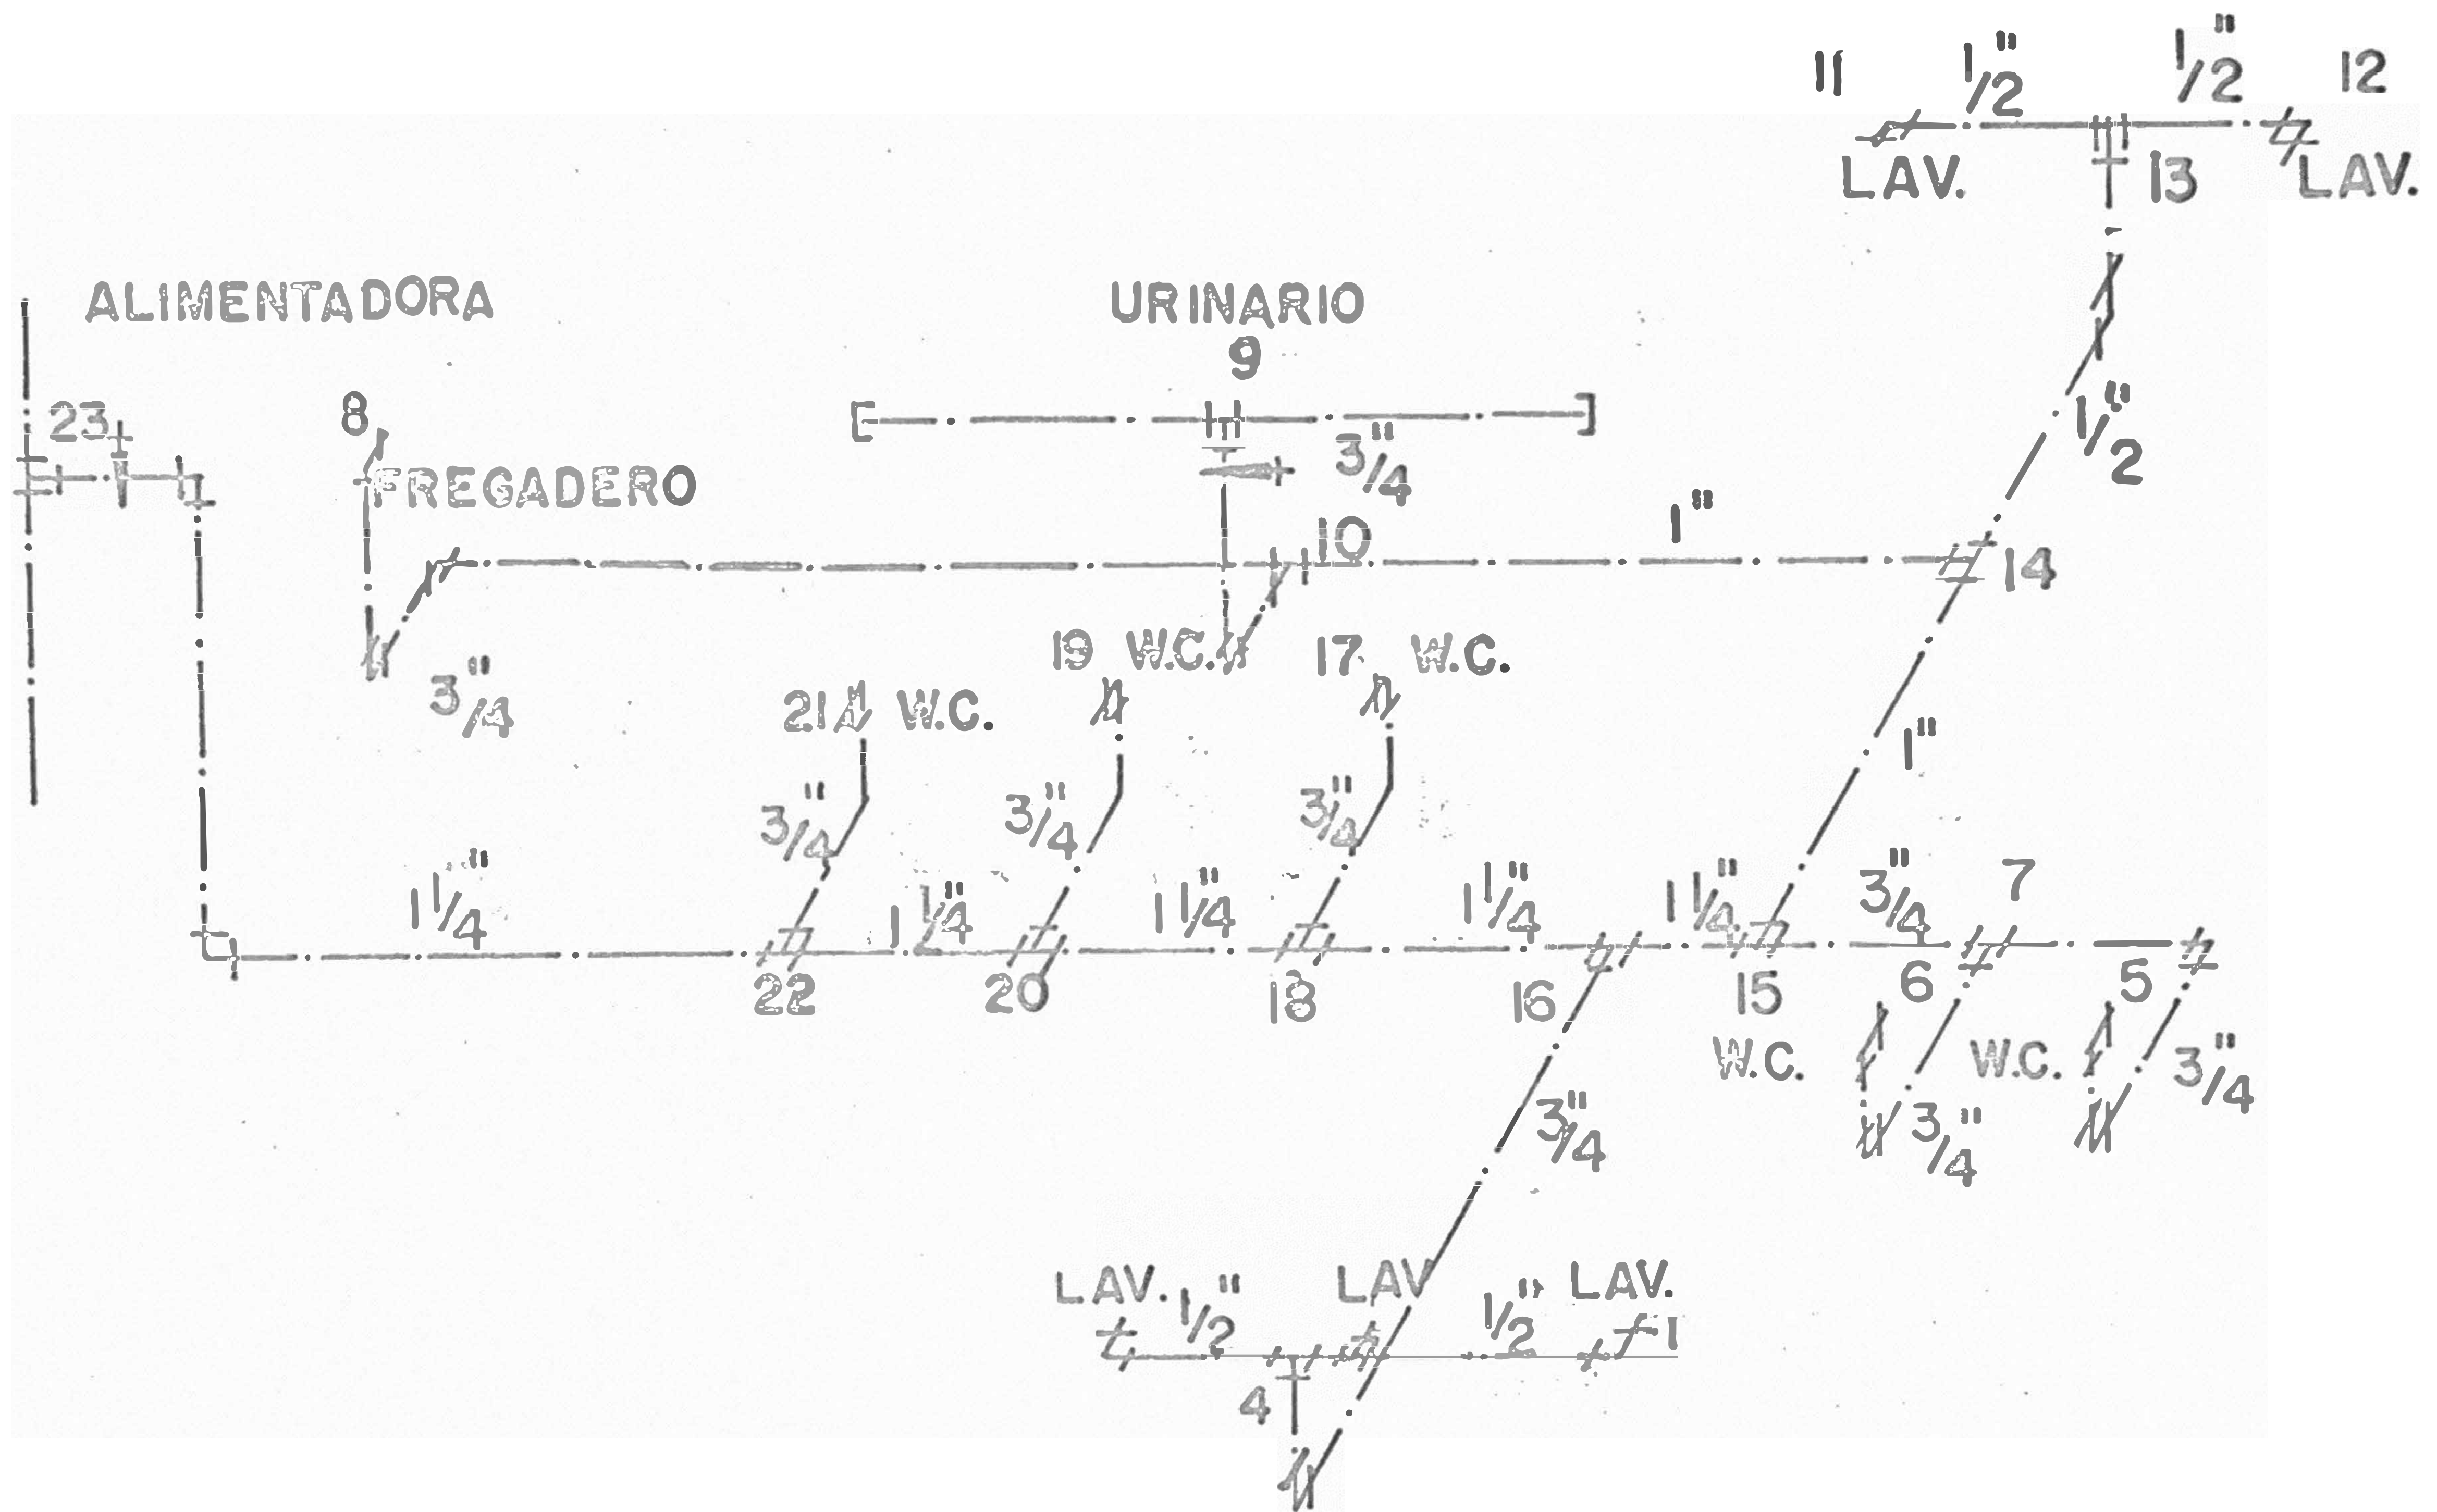 11 1/2" 1/2" 12
LAV. 13 LAV.
ALIMENTADORA URINARIO
9
23 8 3/4" 1/2"
FREGADERO 1"
10 14
19 W.C. 17 W.C.
3/4" 21 W.C. 1"
3/4" 3/4" 3/4"
1 1/4" 1 1/4" 1 1/4" 1 1/4" 1 1/4" 3/4" 7
22 20 18 16 15 6 5
W.C. W.C. 3/4"
3/4" 3/4"
LAV. 1/2" LAV 1/2" LAV.
1
4